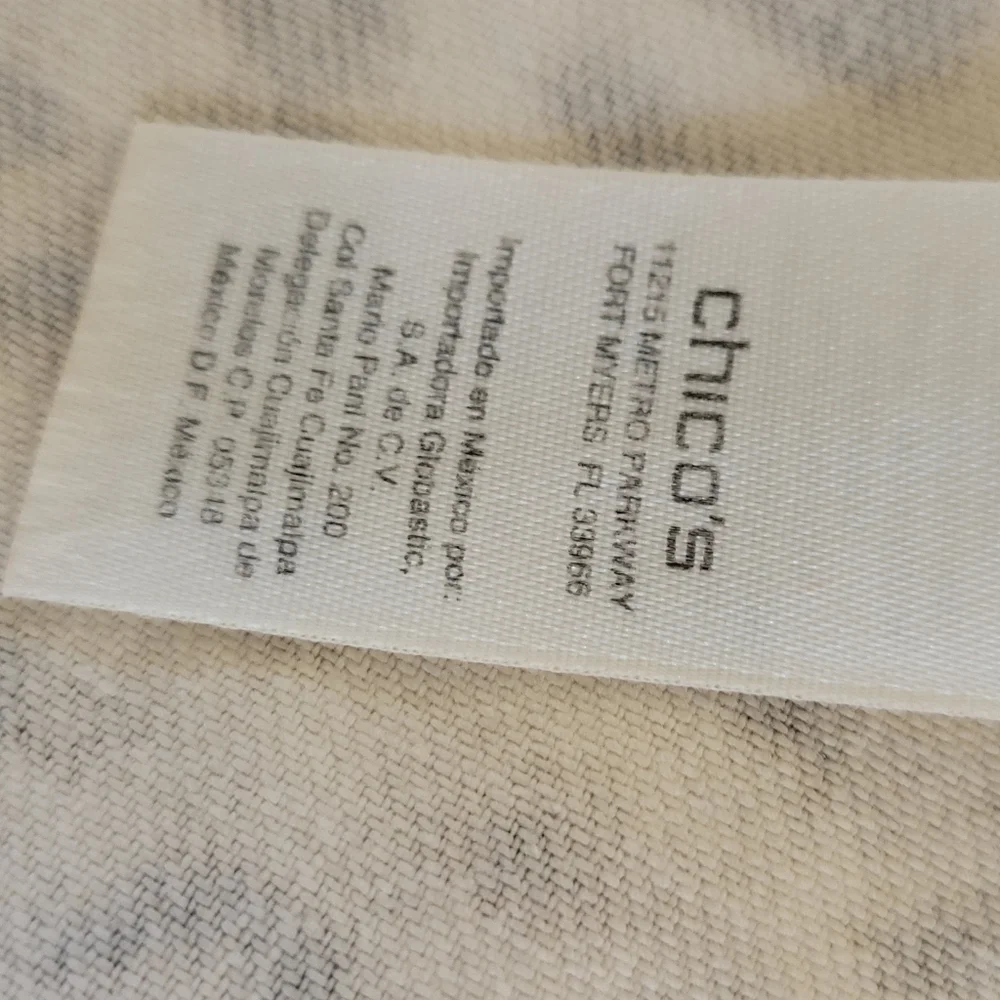 chico's
11215 METRO PARKWAY
FORT MYERS FL 33966
Importado en México por:
Importadora Globastic,
S.A. de C.V.
Mario Pani No. 200
Col Santa Fe Cuajimalpa
Delegación Cuajimalpa de
Morelos C.P. 05348
México D F México